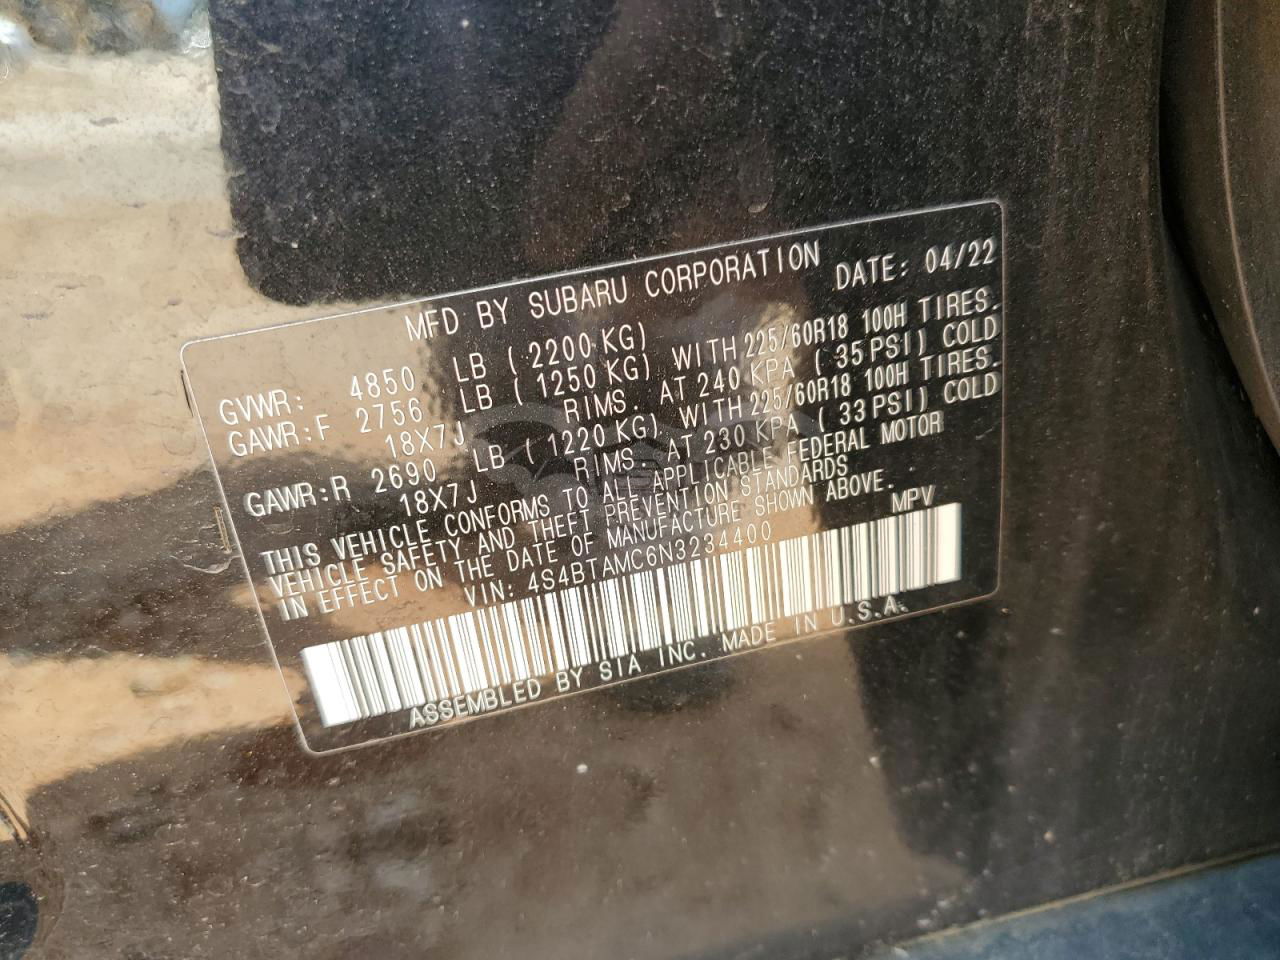 MFD BY SUBARU CORPORATION DATE: 04/22
GVWR: 4850 LB ( 2200 KG)
GAWR:F 2756 LB ( 1250 KG) WITH 225/60R18 100H TIRES.
18X7J RIMS. AT 240 KPA ( 35 PSI) COLD
GAWR:R 2690 LB ( 1220 KG) WITH 225/60R18 100H TIRES.
18X7J RIMS. AT 230 KPA ( 33 PSI) COLD
THIS VEHICLE CONFORMS TO ALL APPLICABLE FEDERAL MOTOR
VEHICLE SAFETY AND THEFT PREVENTION STANDARDS
IN EFFECT ON THE DATE OF MANUFACTURE SHOWN ABOVE.
VIN: 4S4BTAMC6N3234400 MPV
ASSEMBLED BY SIA INC. MADE IN U.S.A.